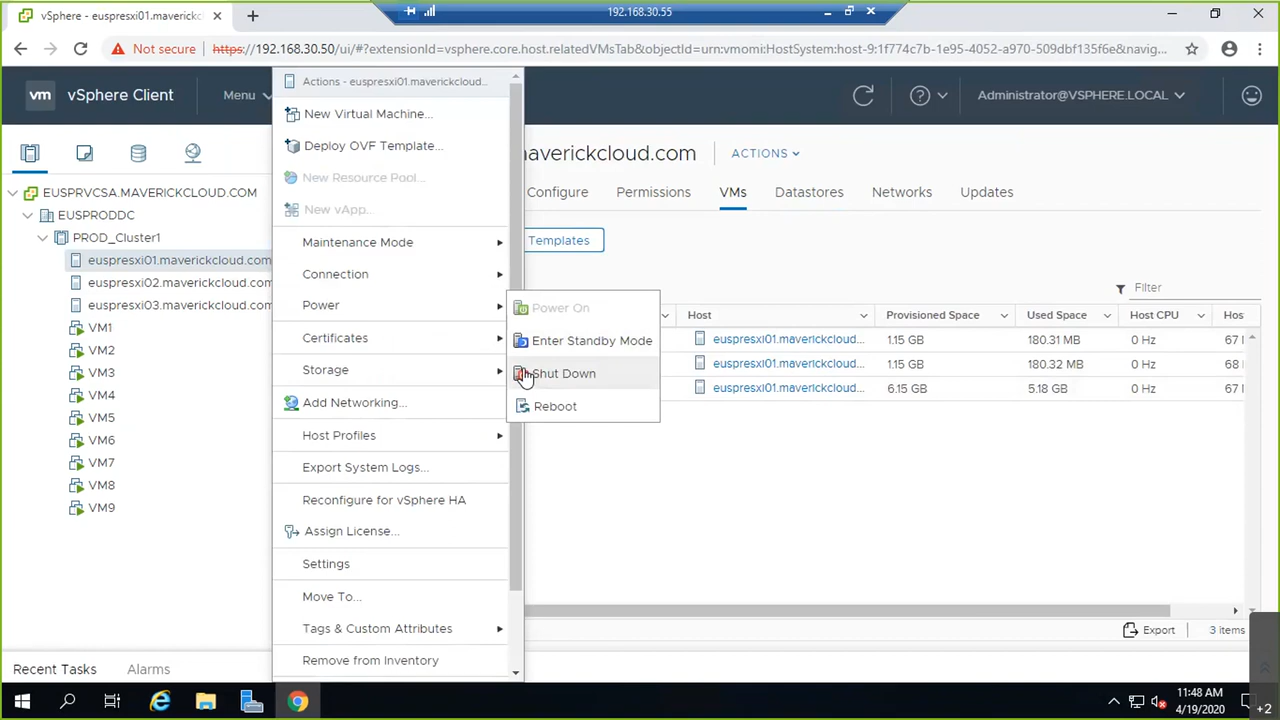 vSphere - euspresxi01.maverickcloud
192.168.30.55
Not secure
https://192.168.30.50/ui/#?extensionId=vsphere.core.host.relatedVMsTab&objectId=urn:vmomi:HostSystem:host-9:1f774c7b-1e95-4052-a970-509dbf135f6e&navig...
vm vSphere Client
Menu
Administrator@VSPHERE.LOCAL
Actions - euspresxi01.maverickcloud...
New Virtual Machine...
Deploy OVF Template...
New Resource Pool...
New vApp...
Maintenance Mode
Connection
Power
Certificates
Storage
Add Networking...
Host Profiles
Export System Logs...
Reconfigure for vSphere HA
Assign License...
Settings
Move To...
Tags & Custom Attributes
Remove from Inventory
Power On
Enter Standby Mode
Shut Down
Reboot
EUSPRVCSA.MAVERICKCLOUD.COM
EUSPRODDC
PROD_Cluster1
euspresxi01.maverickcloud.com
euspresxi02.maverickcloud.com
euspresxi03.maverickcloud.com
VM1
VM2
VM3
VM4
VM5
VM6
VM7
VM8
VM9
maverickcloud.com
ACTIONS
Configure Permissions VMs Datastores Networks Updates
Templates
Filter
Host Provisioned Space Used Space Host CPU Hos
euspresxi01.maverickcloud... 1.15 GB 180.31 MB 0 Hz 67
euspresxi01.maverickcloud... 1.15 GB 180.32 MB 0 Hz 68
euspresxi01.maverickcloud... 6.15 GB 5.18 GB 0 Hz 67
Export 3 items
Recent Tasks Alarms
11:48 AM
4/19/2020
+2